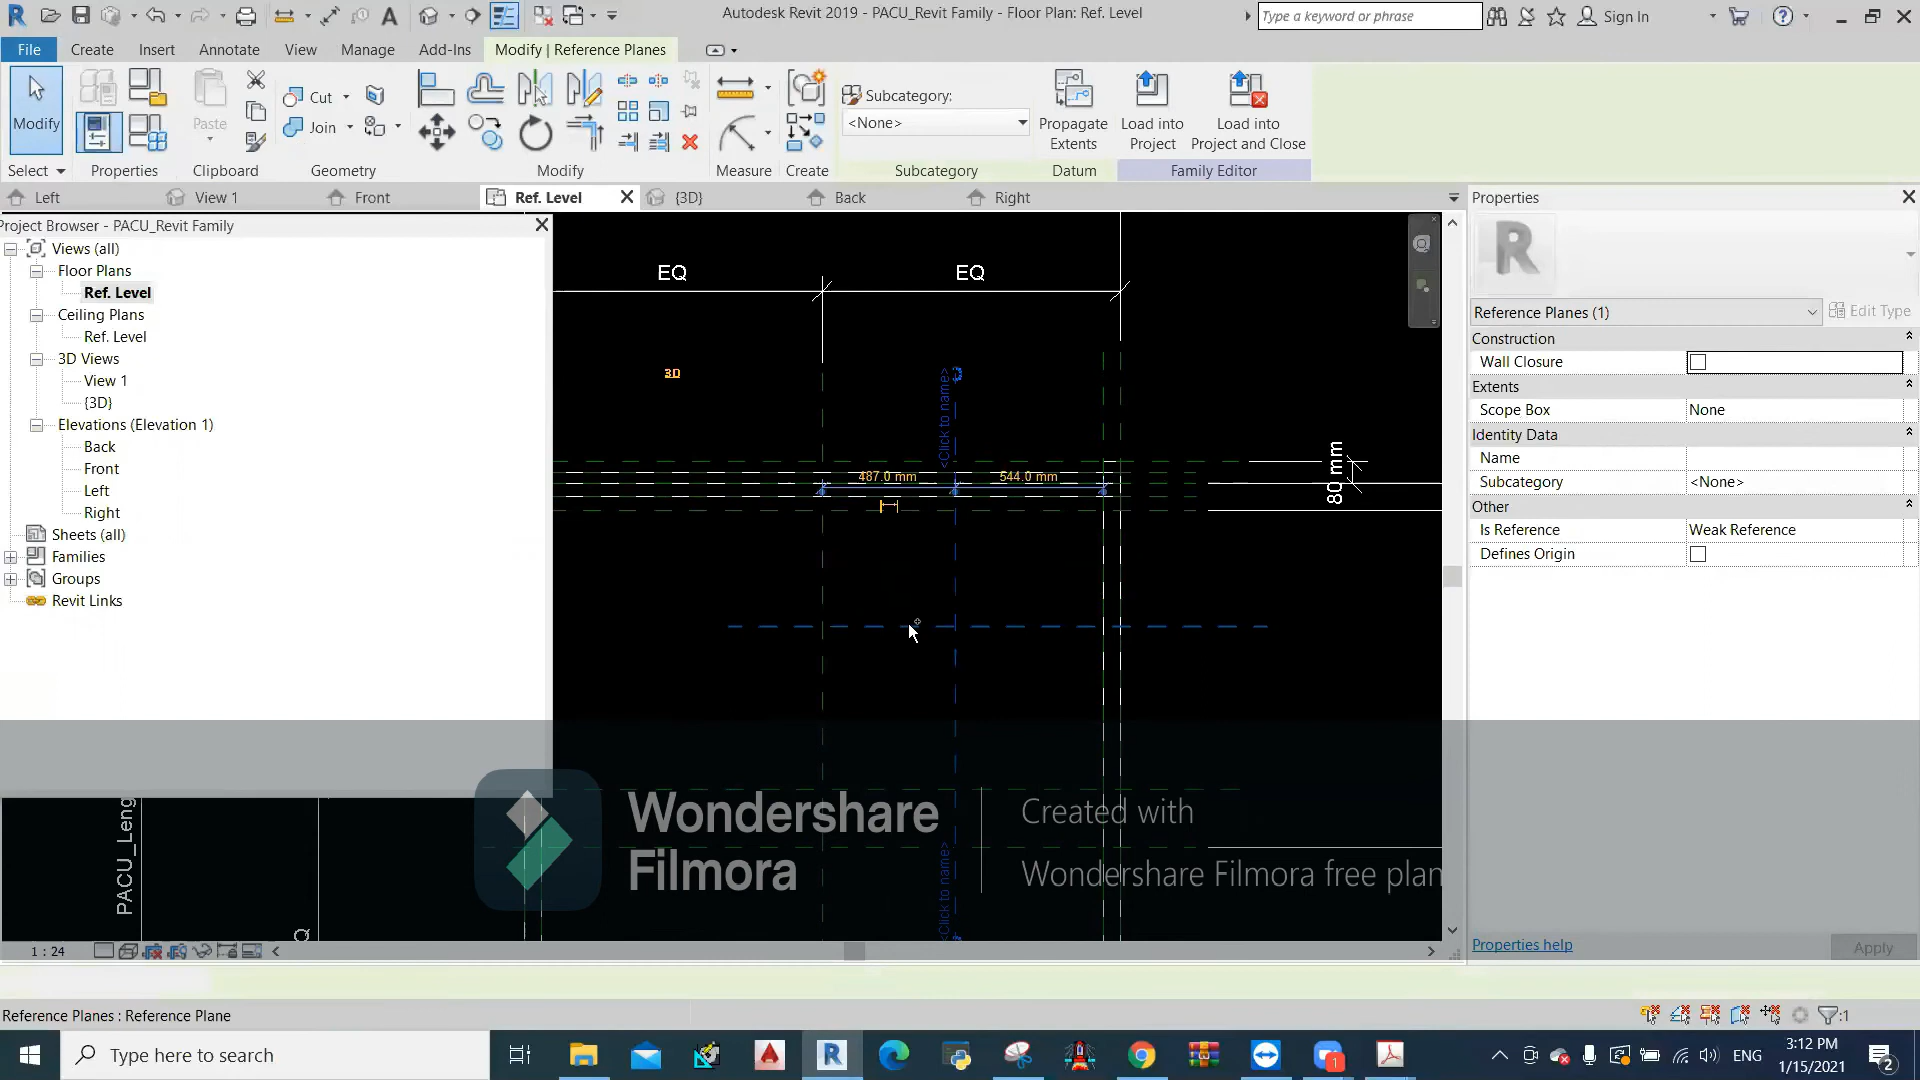 Autodesk Revit 2019 - PACU_Revit Family - Floor Plan: Ref. Level
Type a keyword or phrase
Sign In
File
Create
Insert
Annotate
View
Manage
Add-Ins
Modify | Reference Planes
Modify
Paste
Cut
Join
Subcategory:
<None>
Propagate
Extents
Load into
Project
Load into
Project and Close
Select
Properties
Clipboard
Geometry
Modify
Measure
Create
Subcategory
Datum
Family Editor
Left
View 1
Front
Ref. Level
{3D}
Back
Right
Project Browser - PACU_Revit Family
Views (all)
Floor Plans
Ref. Level
Ceiling Plans
Ref. Level
3D Views
View 1
{3D}
Elevations (Elevation 1)
Back
Front
Left
Right
Sheets (all)
Families
Groups
Revit Links
EQ
EQ
3D
<Click to name>
487.0 mm
544.0 mm
80 mm
<Click to name>
PACU_Leng
Q
Properties
Reference Planes (1)
Edit Type
Construction
Wall Closure
Extents
Scope Box
None
Identity Data
Name
Subcategory
<None>
Other
Is Reference
Weak Reference
Defines Origin
Properties help
Apply
Wondershare
Filmora
Created with
Wondershare Filmora free plan
1 : 24
Reference Planes : Reference Plane
:1
Type here to search
1
ENG
3:12 PM
1/15/2021
2